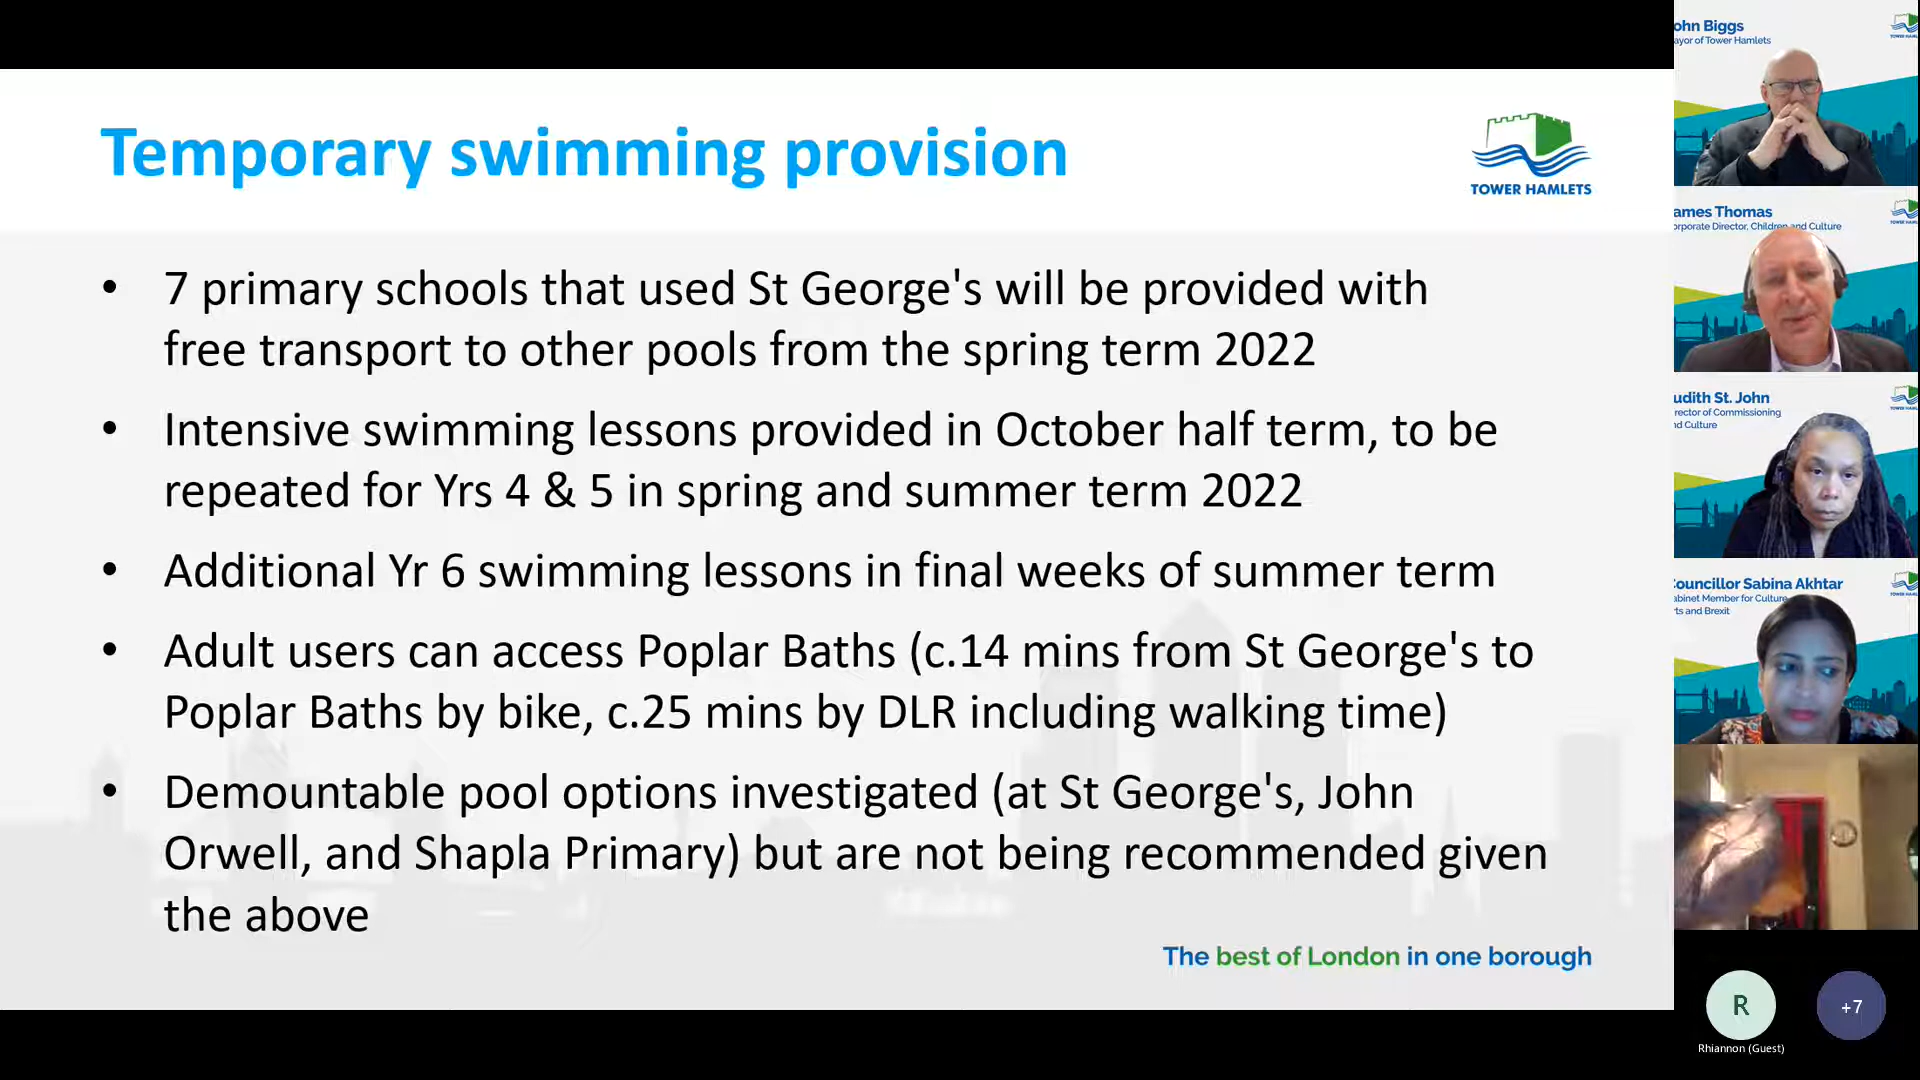 Temporary swimming provision
TOWER HAMLETS
• 7 primary schools that used St George's will be provided with
free transport to other pools from the spring term 2022
• Intensive swimming lessons provided in October half term, to be
repeated for Yrs 4 & 5 in spring and summer term 2022
• Additional Yr 6 swimming lessons in final weeks of summer term
• Adult users can access Poplar Baths (c.14 mins from St George's to
Poplar Baths by bike, c.25 mins by DLR including walking time)
• Demountable pool options investigated (at St George's, John
Orwell, and Shapla Primary) but are not being recommended given
the above
The best of London in one borough
ohn Biggs
ayor of Tower Hamlets
ames Thomas
orporate Director, Children and Culture
udith St. John
rector of Commissioning
nd Culture
ouncillor Sabina Akhtar
abinet Member for Culture
rts and Brexit
R
+7
Rhiannon (Guest)